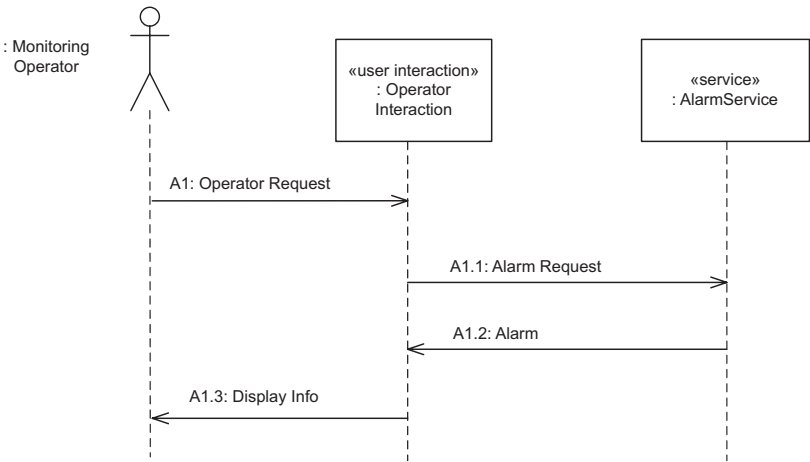 : Monitoring
Operator
«user interaction»
: Operator
Interaction
«service»
: AlarmService
A1: Operator Request
A1.1: Alarm Request
A1.2: Alarm
A1.3: Display Info